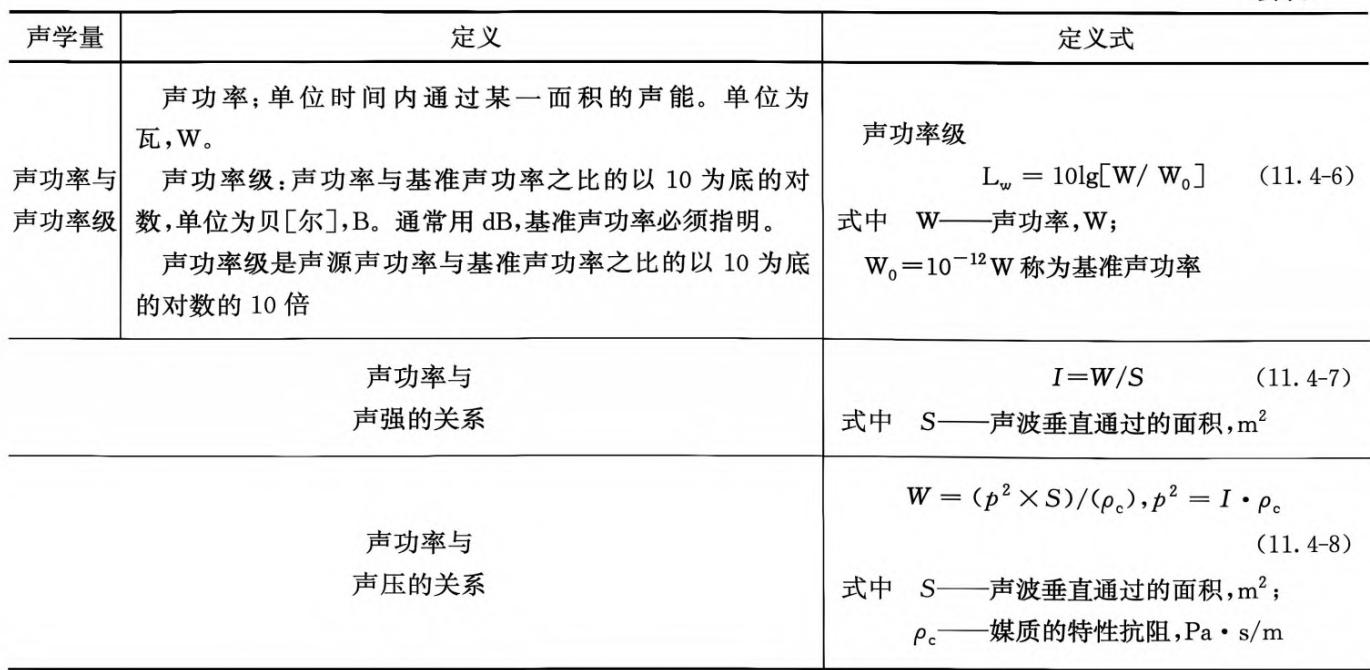 声学量 定义 定义式
声功率；单位时间内通过某一面积的声能。单位为
瓦，W。
声功率与
声功率级
声功率级：声功率与基准声功率之比的以 10 为底的对
数，单位为贝[尔]，B。通常用 dB，基准声功率必须指明。
声功率级是声源声功率与基准声功率之比的以 10 为底
的对数的 10 倍
声功率级
L_w = 10lg[W/ W_0] (11.4-6)
式中 W——声功率，W；
W_0=10^{-12}W 称为基准声功率
声功率与
声强的关系
I=W/S (11.4-7)
式中 S——声波垂直通过的面积，m²
声功率与
声压的关系
W = (p² × S)/(ρ_c), p² = I · ρ_c
(11.4-8)
式中 S——声波垂直通过的面积，m²；
ρ_c——媒质的特性抗阻，Pa · s/m